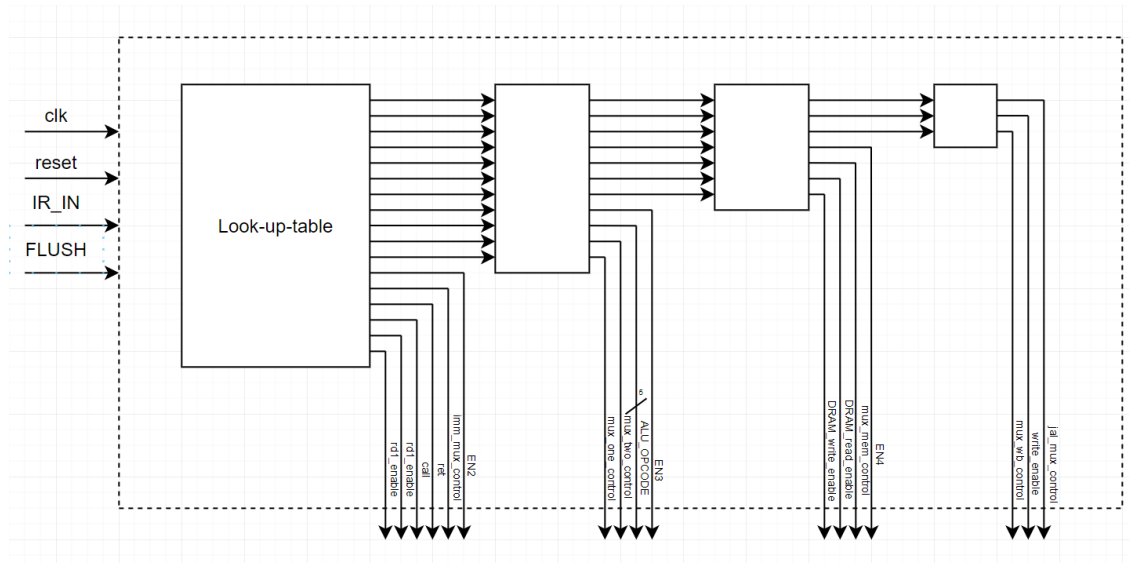 clk
reset
IR_IN
FLUSH
Look-up-table
rd1_enable
rd1_enable
call
ret
imm_mux_control
EN2
mux_one_control
mux_two_control
6
ALU_OPCODE
EN3
DRAM_write_enable
DRAM_read_enable
mux_mem_control
EN4
mux_wb_control
write_enable
jal_mux_control